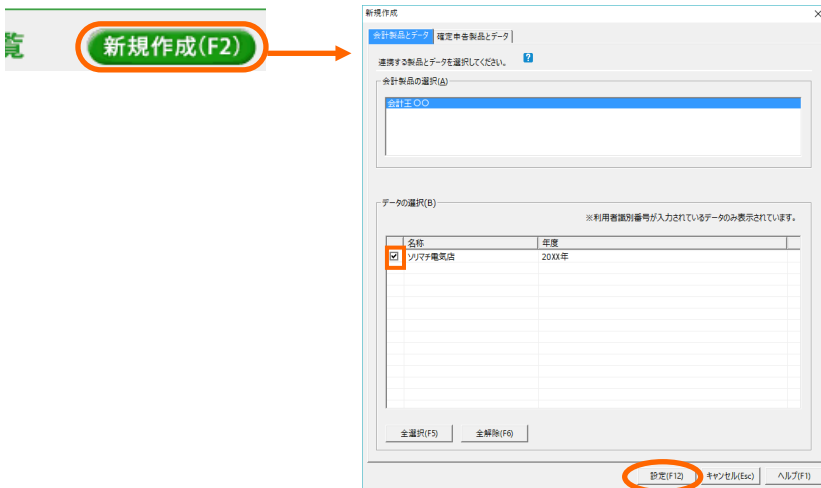 覧
新規作成(F2)
新規作成
会計製品とデータ 確定申告製品とデータ
連携する製品とデータを選択してください。 ?
会計製品の選択(A)
会計王○○
データの選択(B)
※利用者識別番号が入力されているデータのみ表示されています。
名称 年度
ソリマチ電気店 20XX年
全選択(F5) 全解除(F6)
設定(F12) キャンセル(Esc) ヘルプ(F1)